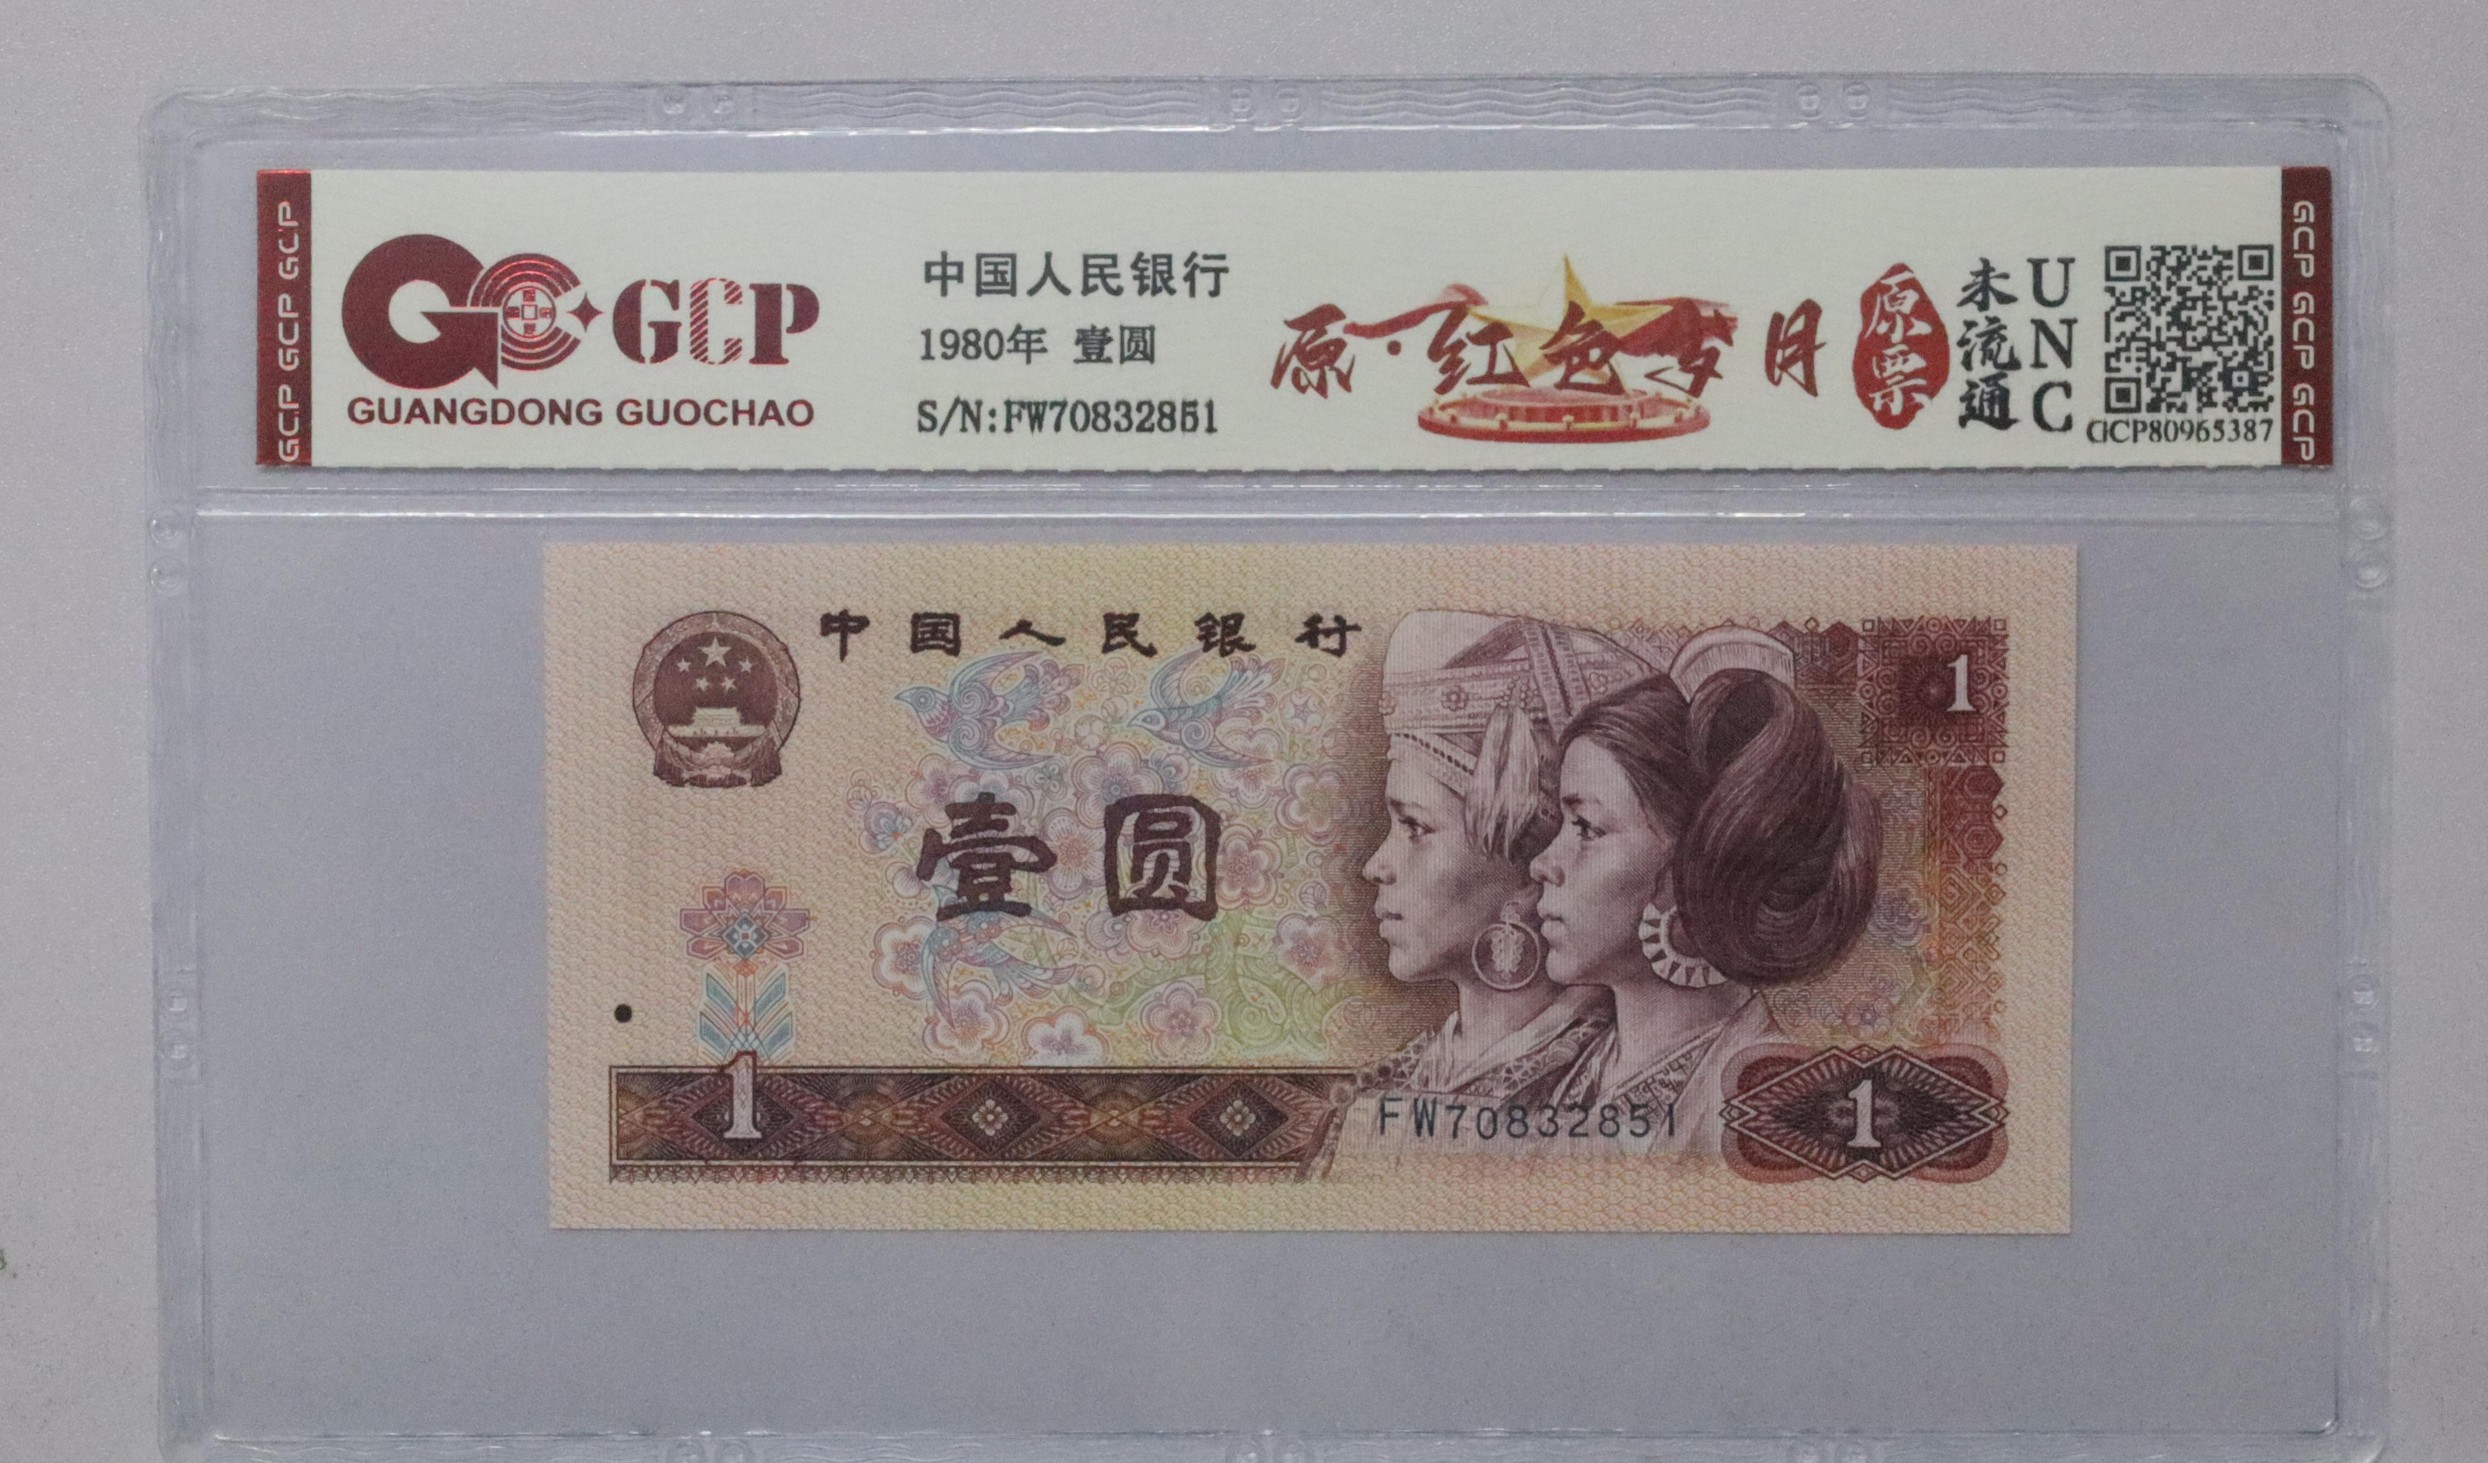 GCP GCP GCP
GCP
GUANGDONG GUOCHAO
中国人民银行
1980年 壹圆
S/N:FW70832851
原·红色岁月
原票
未流通
UNC
GCP80965387
GCP GCP GCP
中国人民银行
1
壹圆
1
FW70832851
1